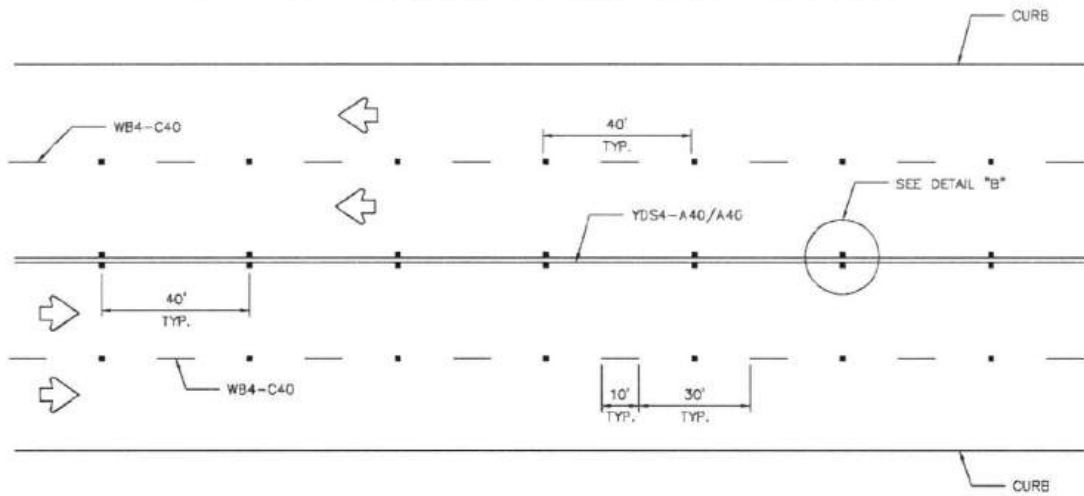 CURB
WB4-C40
40'
TYP.
SEE DETAIL "B"
YDS4-A40/A40
40'
TYP.
WB4-C40
10'
TYP.
30'
TYP.
CURB